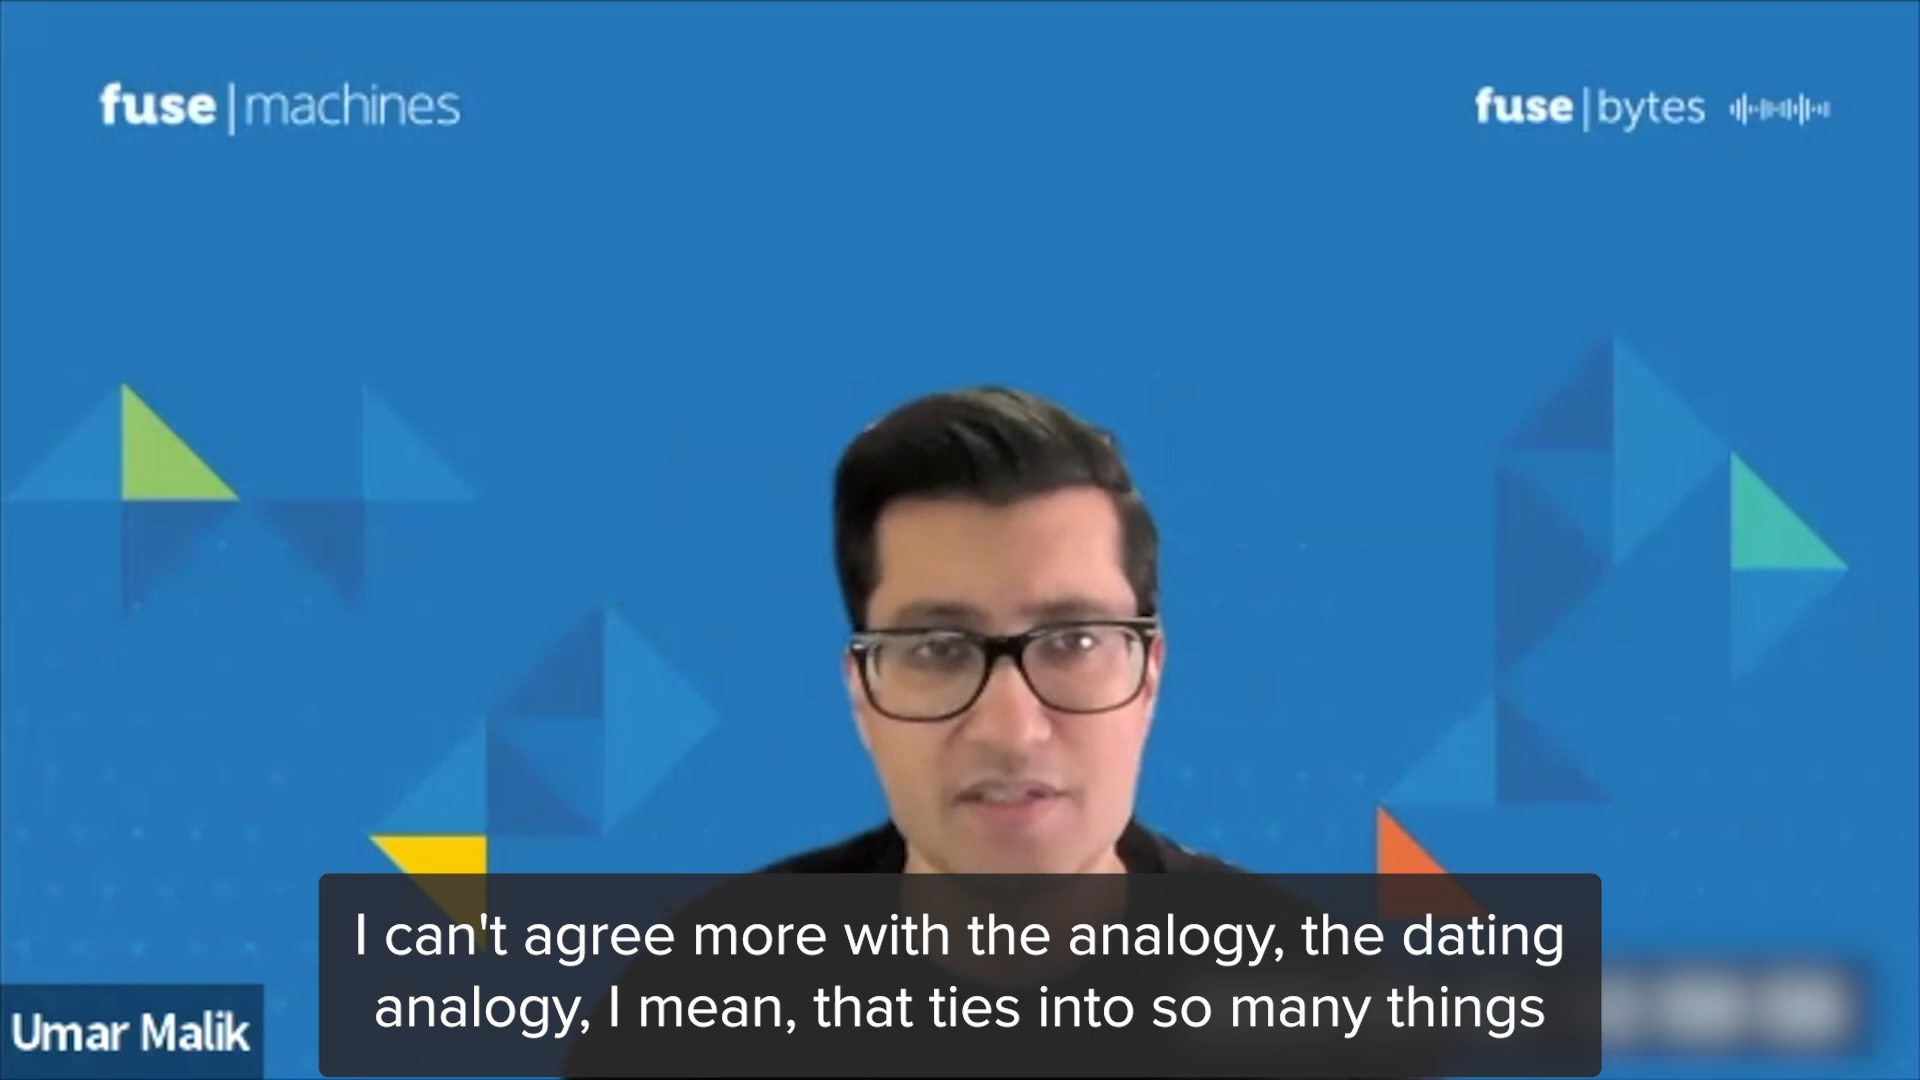 fuse|machines
fuse|bytes
I can't agree more with the analogy, the dating
analogy, I mean, that ties into so many things
Umar Malik